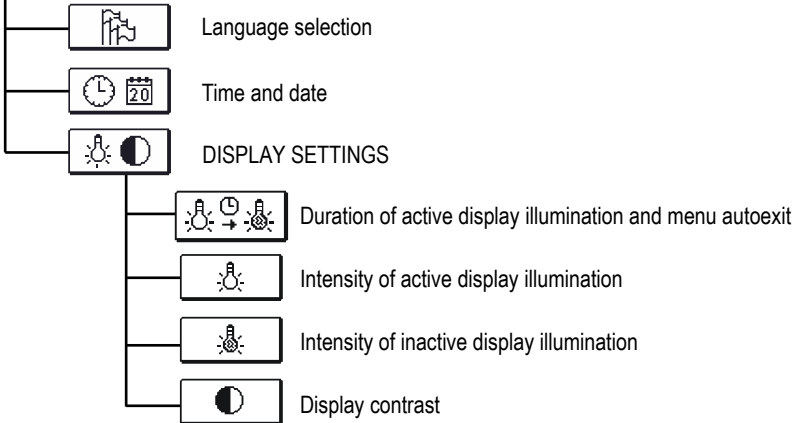 Language selection
20
Time and date
DISPLAY SETTINGS
Duration of active display illumination and menu autoexit
Intensity of active display illumination
Intensity of inactive display illumination
Display contrast